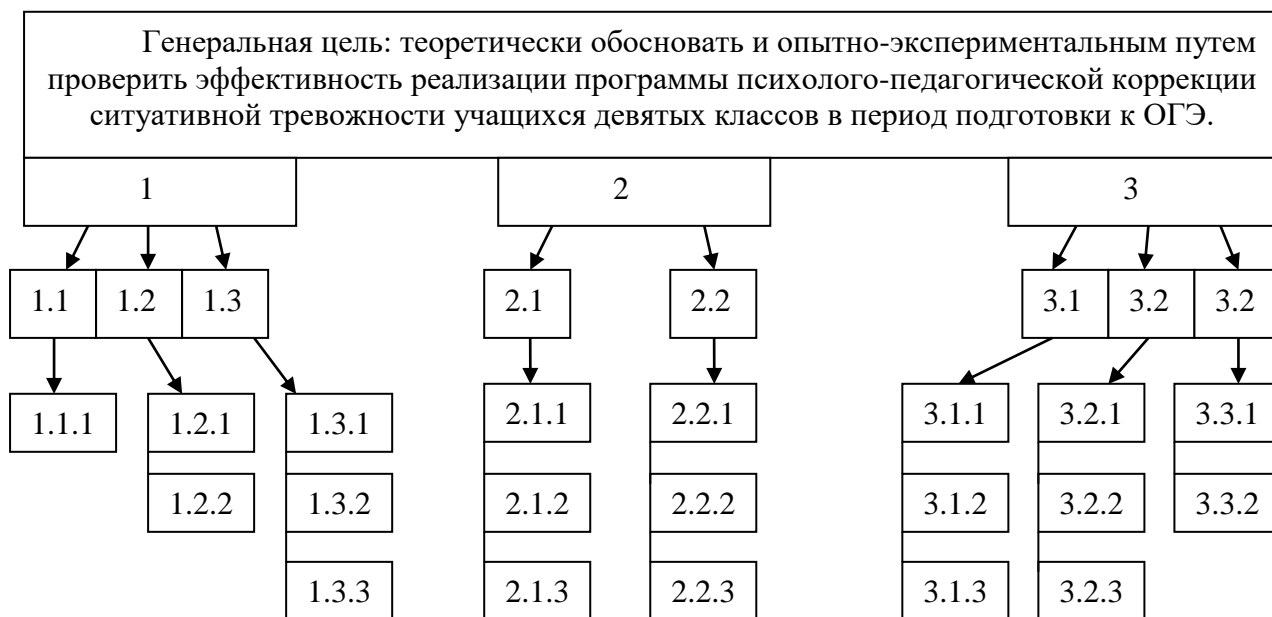 Генеральная цель: теоретически обосновать и опытно-экспериментальным путем
проверить эффективность реализации программы психолого-педагогической коррекции
ситуативной тревожности учащихся девятых классов в период подготовки к ОГЭ.
1 2 3
1.1 1.2 1.3 2.1 2.2 3.1 3.2 3.2
1.1.1 1.2.1 1.3.1 2.1.1 2.2.1 3.1.1 3.2.1 3.3.1
1.2.2 1.3.2 2.1.2 2.2.2 3.1.2 3.2.2 3.3.2
1.3.3 2.1.3 2.2.3 3.1.3 3.2.3